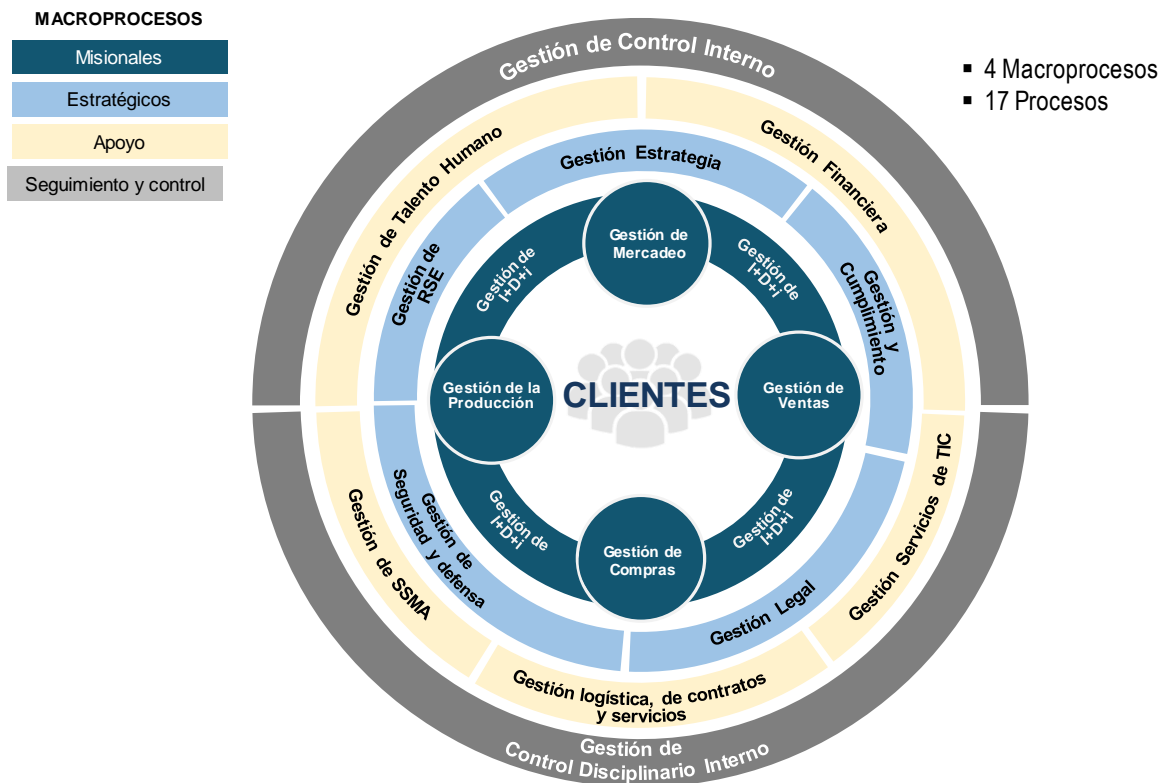 MACROPROCESOS
Misionales
Estratégicos
Apoyo
Seguimiento y control
▪ 4 Macroprocesos
▪ 17 Procesos
Gestión de Control Interno
Gestión de Talento Humano
Gestión Financiera
Gestión Estrategia
Gestión de
RSE
Gestión y
Cumplimiento
Gestión de
Mercadeo
Gestión de
I+D+i
Gestión de
I+D+i
Gestión de la
Producción
CLIENTES
Gestión de
Ventas
Gestión de
I+D+i
Gestión de
I+D+i
Gestión de
Compras
Gestión de
Seguridad y defensa
Gestión Legal
Gestión de SSMA
Gestión Servicios de TIC
Gestión logística, de contratos
y servicios
Gestión de
Control Disciplinario Interno